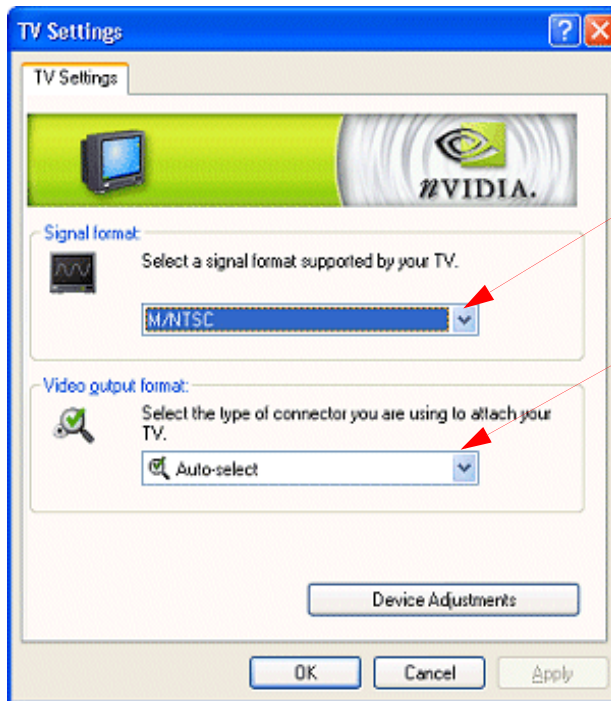 TV Settings
?
X
TV Settings
nVIDIA.
Signal format:
Select a signal format supported by your TV.
M/NTSC
Video output format:
Select the type of connector you are using to attach your
TV.
Auto-select
Device Adjustments
OK
Cancel
Apply